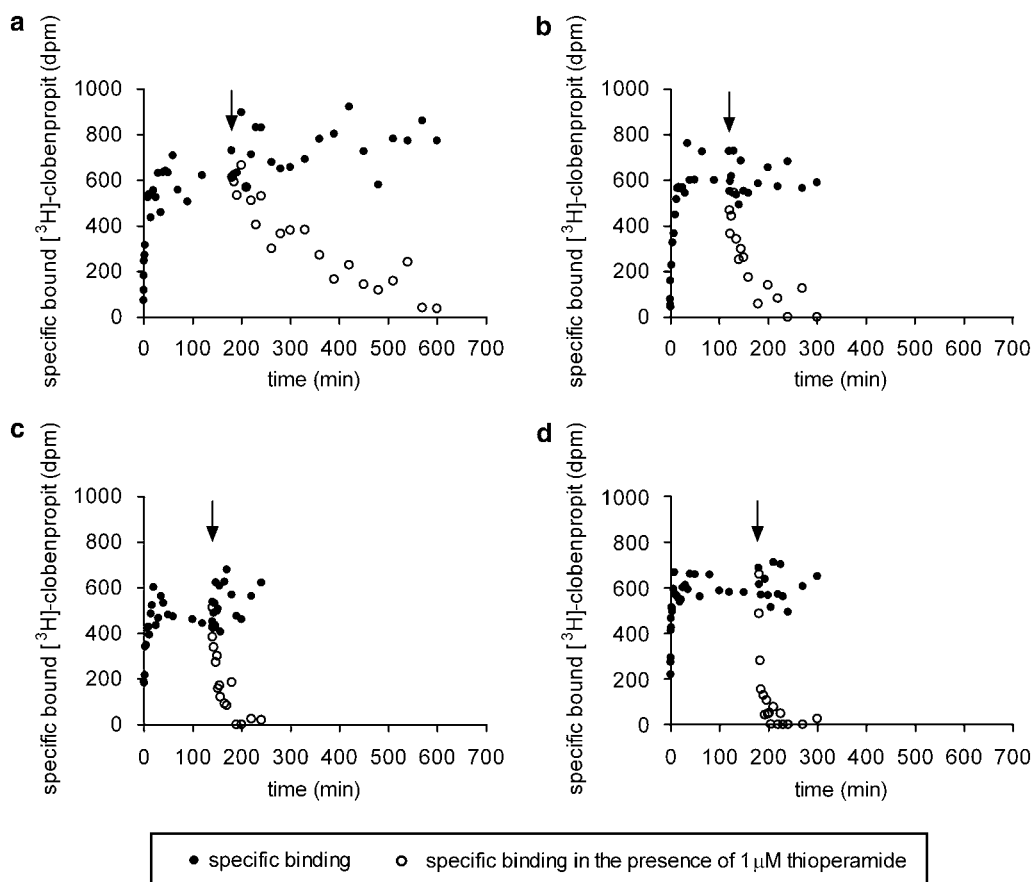 a
specific bound [³H]-clobenpropit (dpm)
1000
800
600
400
200
0
0 100 200 300 400 500 600 700
time (min)
b
specific bound [³H]-clobenpropit (dpm)
1000
800
600
400
200
0
0 100 200 300 400 500 600 700
time (min)
c
specific bound [³H]-clobenpropit (dpm)
1000
800
600
400
200
0
0 100 200 300 400 500 600 700
time (min)
d
specific bound [³H]-clobenpropit (dpm)
1000
800
600
400
200
0
0 100 200 300 400 500 600 700
time (min)
specific binding
specific binding in the presence of 1 μM thioperamide